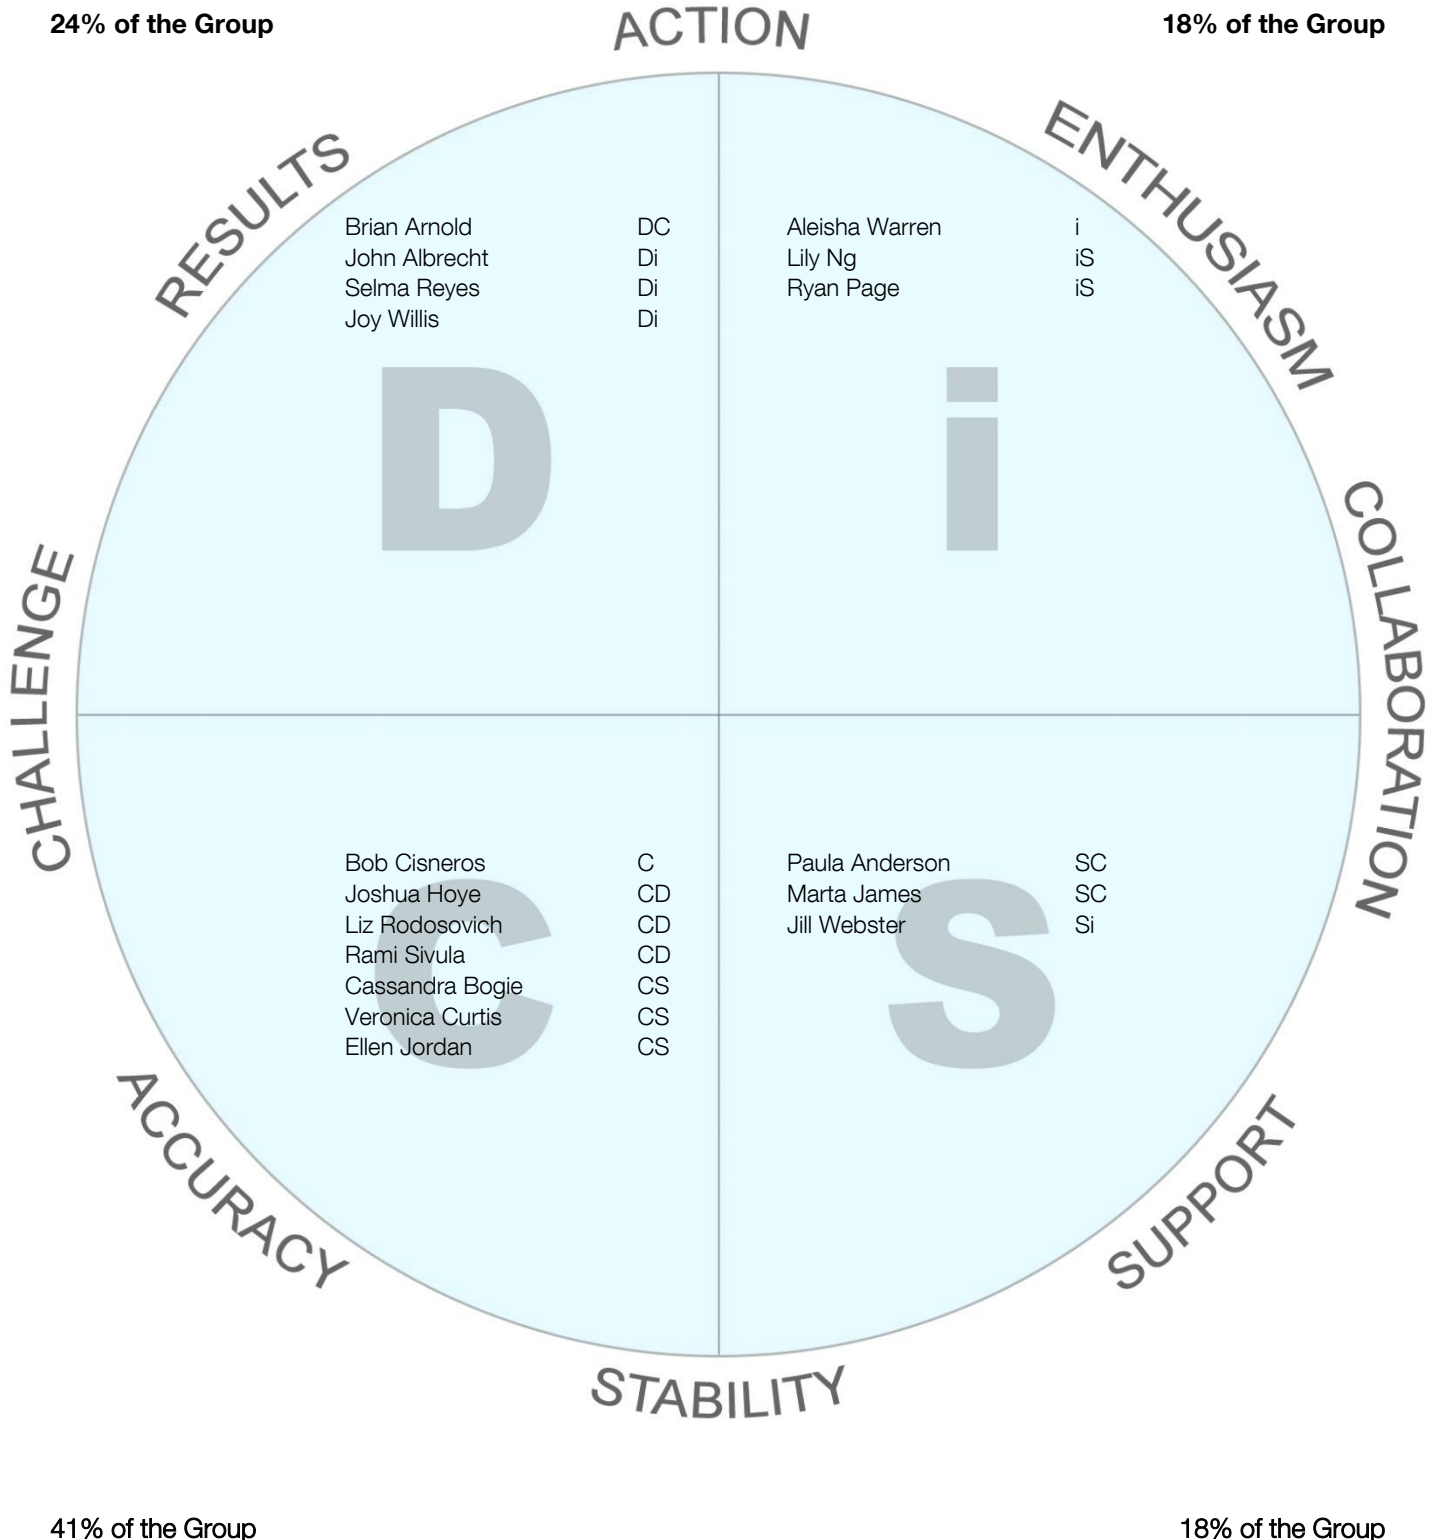 24% of the Group
18% of the Group
ACTION
RESULTS
ENTHUSIASM
Brian Arnold DC
John Albrecht Di
Selma Reyes Di
Joy Willis Di
Aleisha Warren i
Lily Ng iS
Ryan Page iS
D
i
CHALLENGE
COLLABORATION
Bob Cisneros C
Joshua Hoye CD
Liz Rodosovich CD
Rami Sivula CD
Cassandra Bogie CS
Veronica Curtis CS
Ellen Jordan CS
Paula Anderson SC
Marta James SC
Jill Webster Si
C
S
ACCURACY
SUPPORT
STABILITY
41% of the Group
18% of the Group